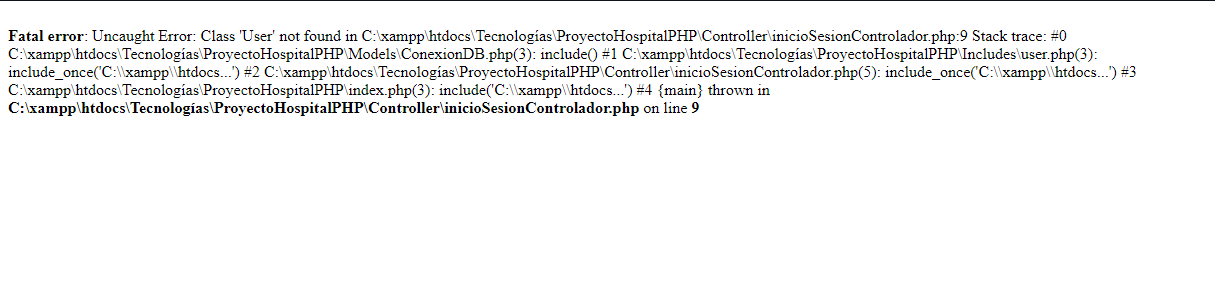 Fatal error: Uncaught Error: Class 'User' not found in C:\xampp\htdocs\Tecnologías\ProyectoHospitalPHP\Controller\inicioSesionControlador.php:9 Stack trace: #0
C:\xampp\htdocs\Tecnologías\ProyectoHospitalPHP\Models\ConexionDB.php(3): include() #1 C:\xampp\htdocs\Tecnologías\ProyectoHospitalPHP\Includes\user.php(3):
include_once('C:\\xampp\\htdocs...') #2 C:\xampp\htdocs\Tecnologías\ProyectoHospitalPHP\Controller\inicioSesionControlador.php(5): include_once('C:\\xampp\\htdocs...') #3
C:\xampp\htdocs\Tecnologías\ProyectoHospitalPHP\index.php(3): include('C:\\xampp\\htdocs...') #4 {main} thrown in
C:\xampp\htdocs\Tecnologías\ProyectoHospitalPHP\Controller\inicioSesionControlador.php on line 9